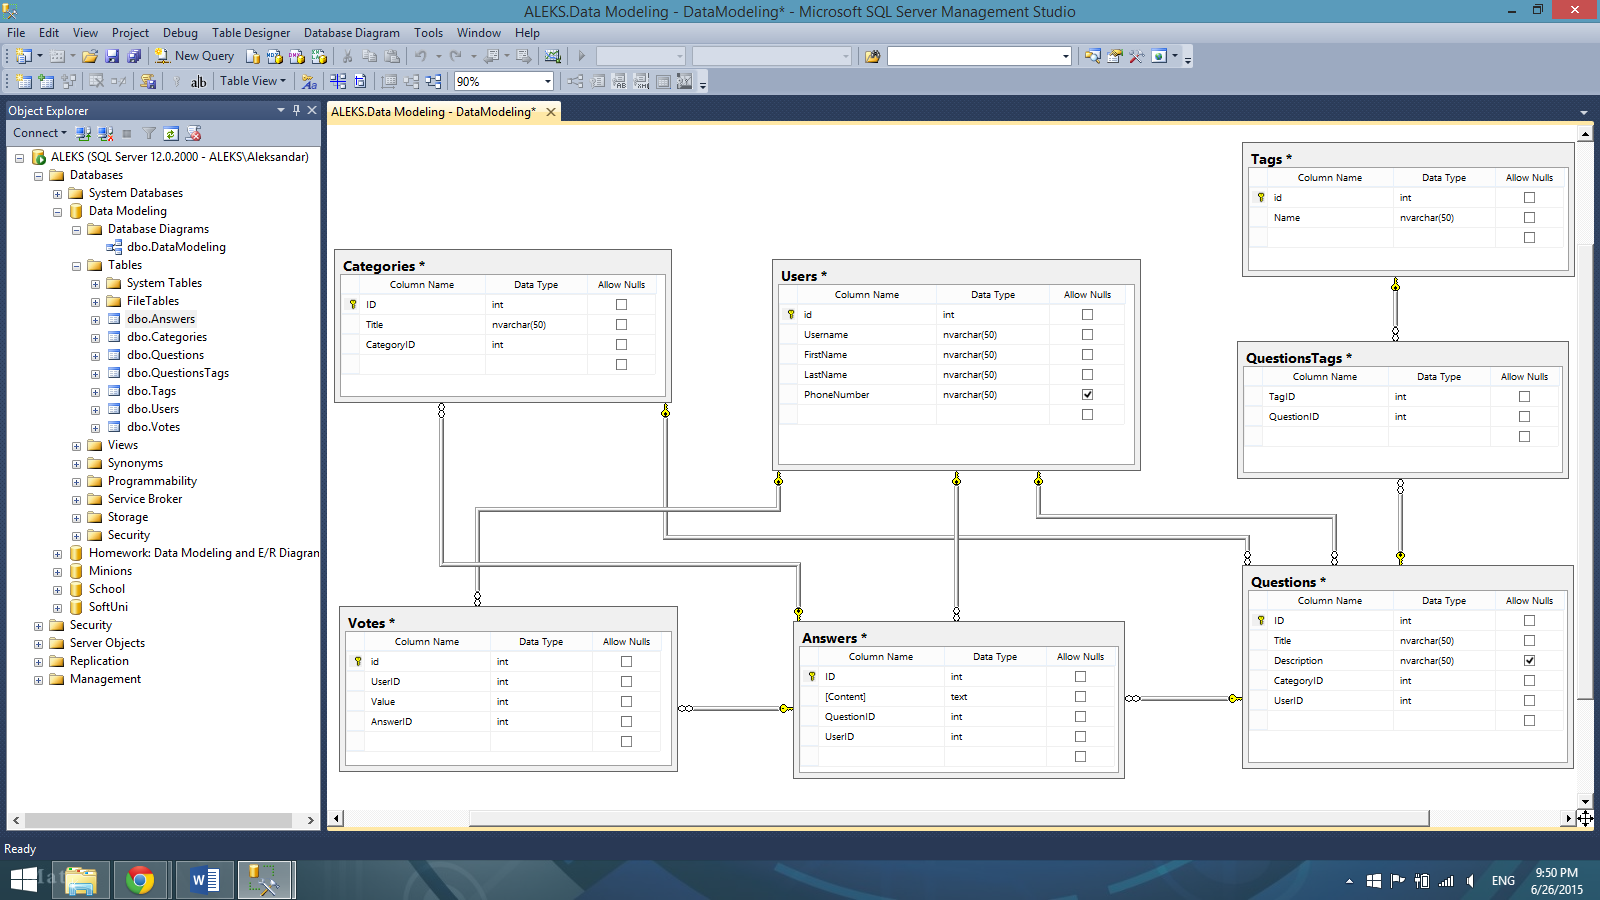 ALEKS.Data Modeling - DataModeling* - Microsoft SQL Server Management Studio
File Edit View Project Debug Table Designer Database Diagram Tools Window Help
New Query
ab| Table View 90%
Object Explorer
Connect
ALEKS (SQL Server 12.0.2000 - ALEKS\Aleksandar)
Databases
System Databases
Data Modeling
Database Diagrams
dbo.DataModeling
Tables
System Tables
FileTables
dbo.Answers
dbo.Categories
dbo.Questions
dbo.QuestionsTags
dbo.Tags
dbo.Users
dbo.Votes
Views
Synonyms
Programmability
Service Broker
Storage
Security
Homework: Data Modeling and E/R Diagran
Minions
School
SoftUni
Security
Server Objects
Replication
Management
ALEKS.Data Modeling - DataModeling*
Categories *
Column Name Data Type Allow Nulls
ID int
Title nvarchar(50)
CategoryID int
Users *
Column Name Data Type Allow Nulls
id int
Username nvarchar(50)
FirstName nvarchar(50)
LastName nvarchar(50)
PhoneNumber nvarchar(50)
Tags *
Column Name Data Type Allow Nulls
id int
Name nvarchar(50)
QuestionsTags *
Column Name Data Type Allow Nulls
TagID int
QuestionID int
Votes *
Column Name Data Type Allow Nulls
id int
UserID int
Value int
AnswerID int
Answers *
Column Name Data Type Allow Nulls
ID int
[Content] text
QuestionID int
UserID int
Questions *
Column Name Data Type Allow Nulls
ID int
Title nvarchar(50)
Description nvarchar(50)
CategoryID int
UserID int
Ready
ENG
9:50 PM
6/26/2015